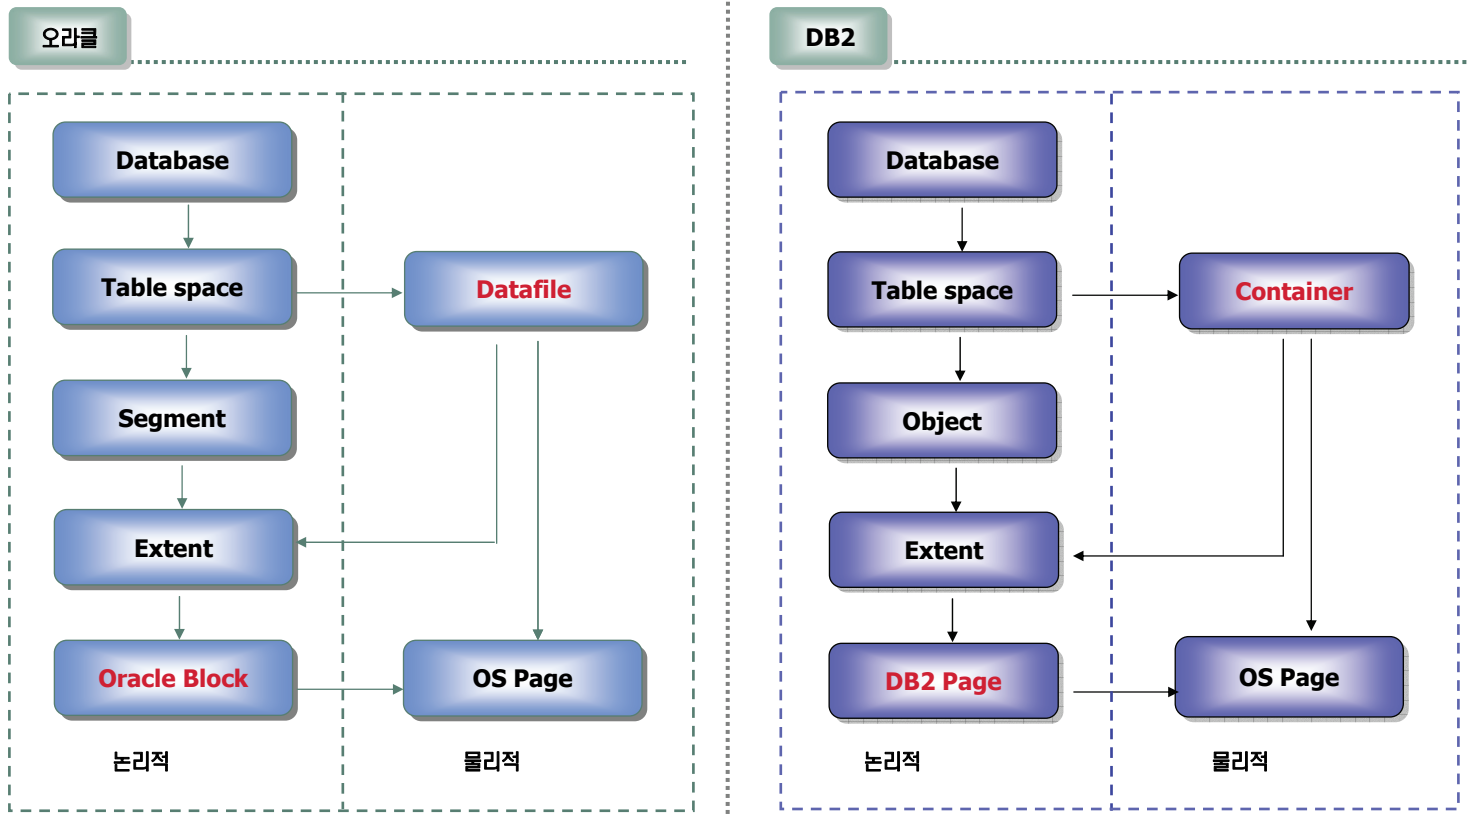 오라클
Database
Table space
Datafile
Segment
Extent
Oracle Block
OS Page
논리적
물리적
DB2
Database
Table space
Container
Object
Extent
DB2 Page
OS Page
논리적
물리적